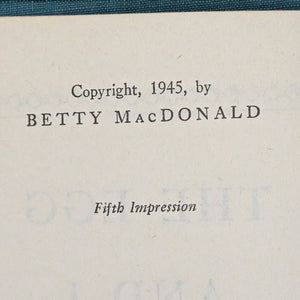 Copyright, 1945, by
BETTY MACDONALD
Fifth Impression